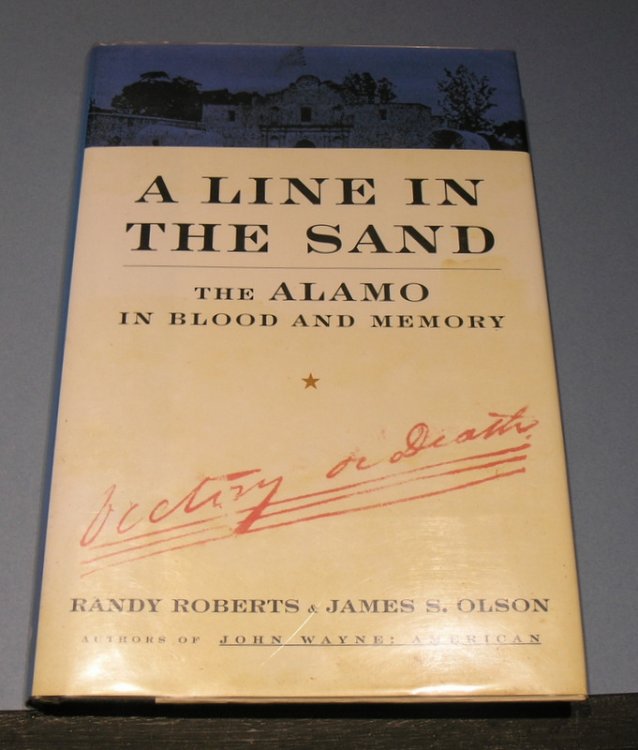 A LINE IN
THE SAND
THE ALAMO
IN BLOOD AND MEMORY
Victory or Death
RANDY ROBERTS & JAMES S. OLSON
AUTHORS OF JOHN WAYNE: AMERICAN